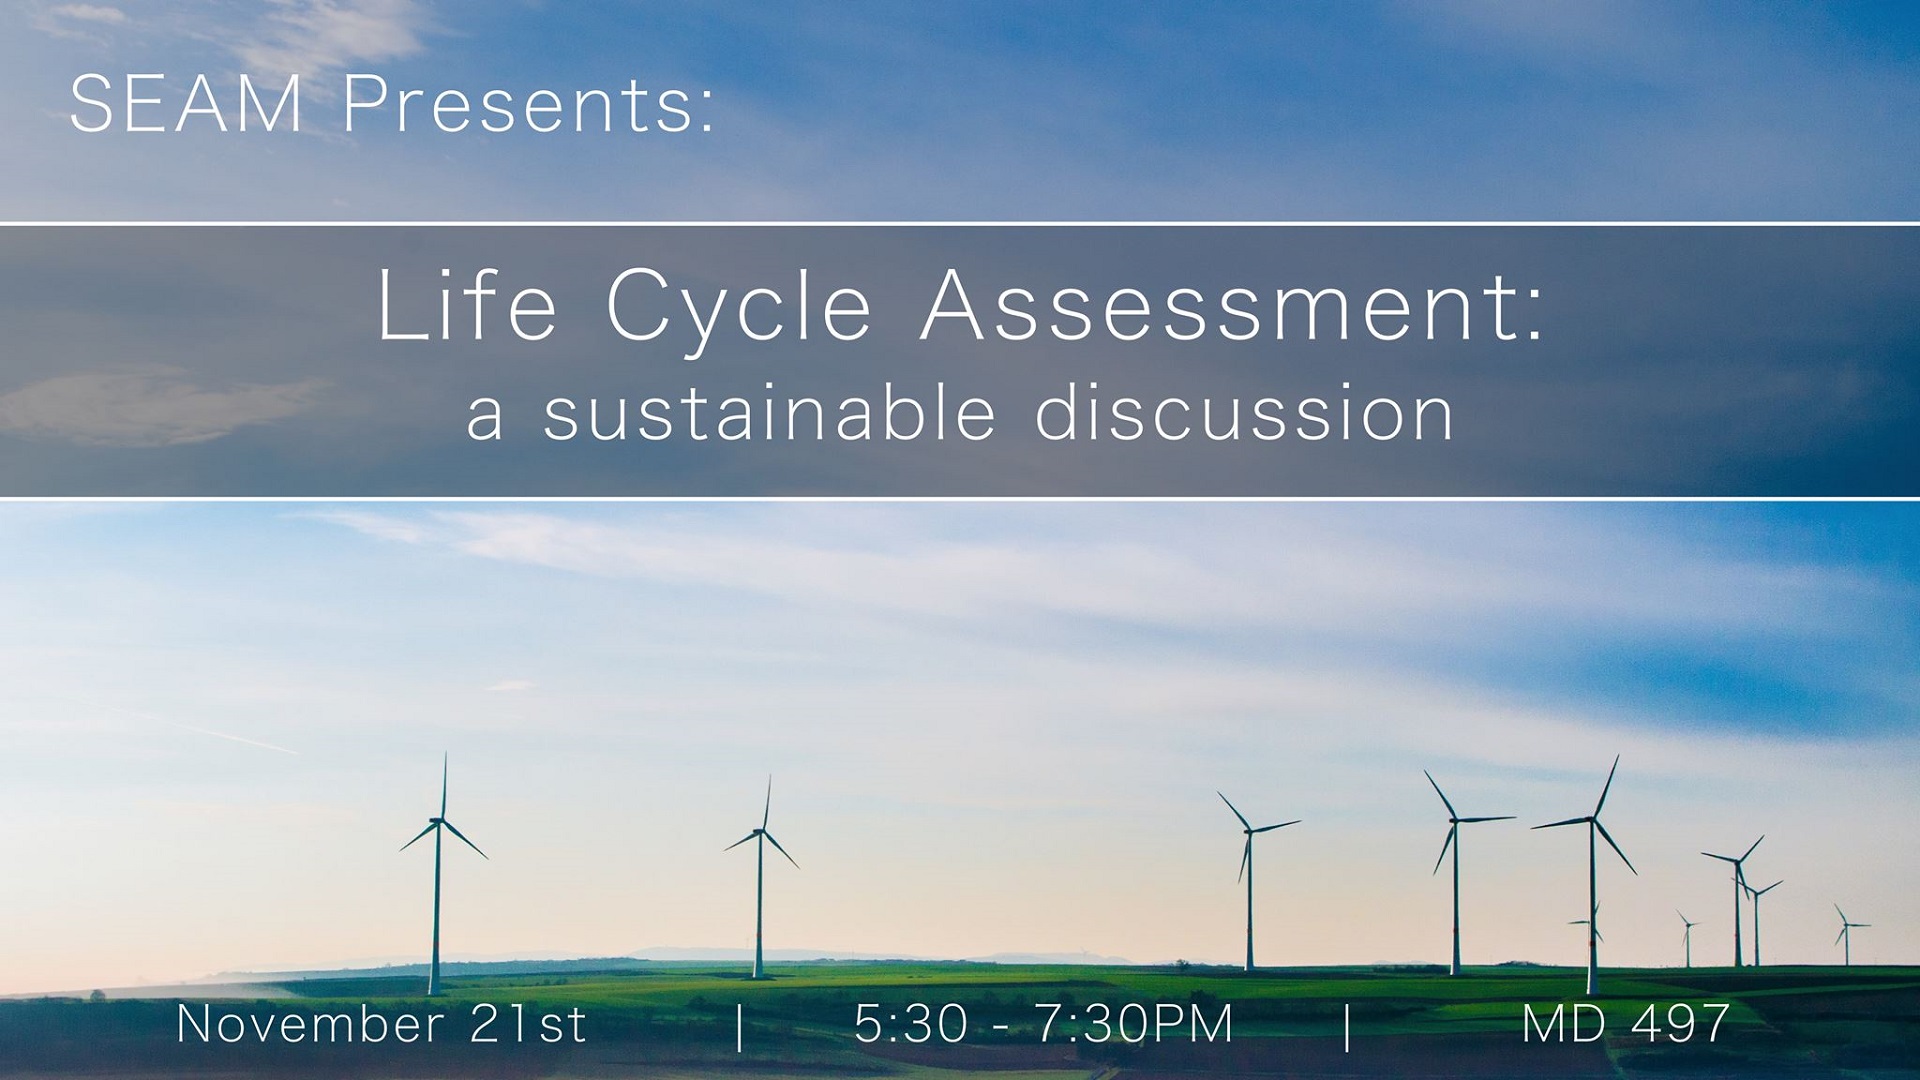 SEAM Presents:
Life Cycle Assessment:
a sustainable discussion
November 21st | 5:30 - 7:30PM | MD 497